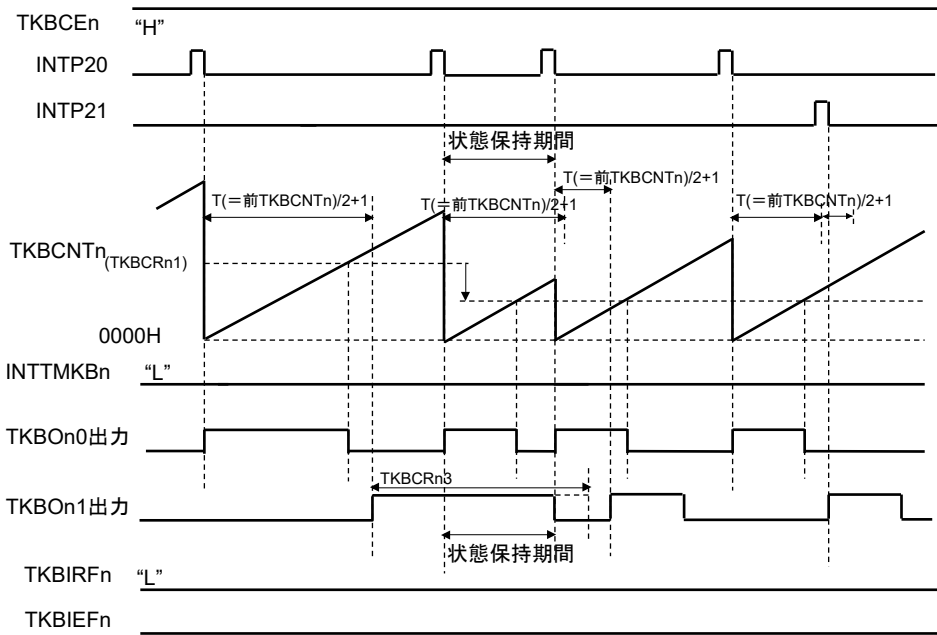 TKBCEn “H”
INTP20
INTP21
状態保持期間
T(＝前TKBCNTn)/2+1
T(＝前TKBCNTn)/2+1
T(＝前TKBCNTn)/2+1
T(＝前TKBCNTn)/2+1
TKBCNTn
(TKBCRn1)
0000H
INTTMKBn “L”
TKBOn0出力
TKBCRn3
TKBOn1出力
状態保持期間
TKBIRFn “L”
TKBIEFn